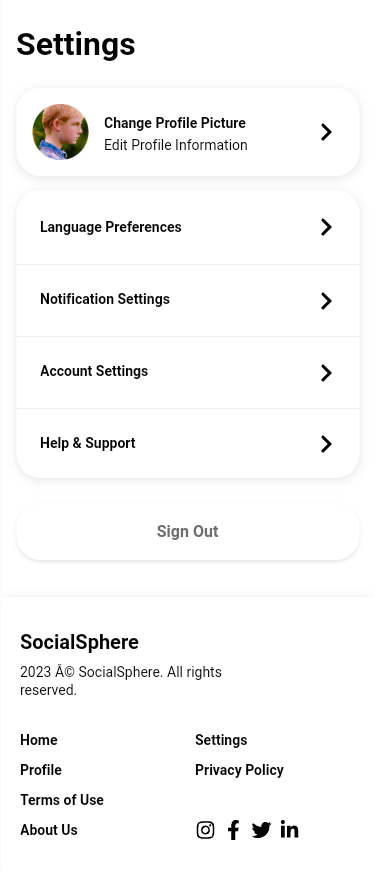 Settings
Change Profile Picture
Edit Profile Information
Language Preferences
Notification Settings
Account Settings
Help & Support
Sign Out
SocialSphere
2023 Â© SocialSphere. All rights
reserved.
Home
Settings
Profile
Privacy Policy
Terms of Use
About Us